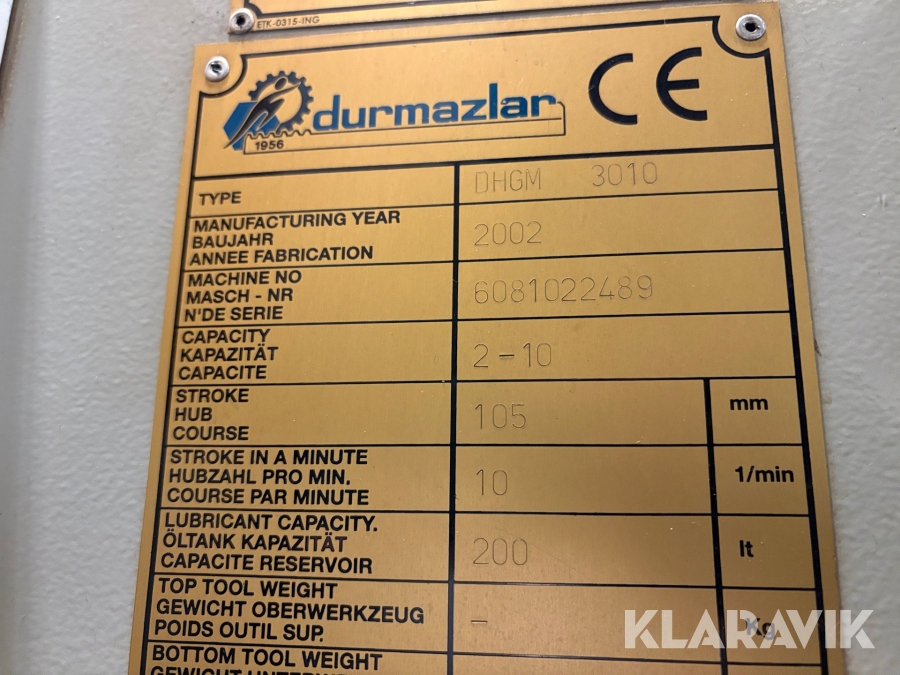 ETK-0315-ING
durmazlar
1956
CE
TYPE
DHGM 3010
MANUFACTURING YEAR
BAUJAHR
ANNEE FABRICATION
2002
MACHINE NO
MASCH - NR
N'DE SERIE
6081022489
CAPACITY
KAPAZITÄT
CAPACITE
2-10
STROKE
HUB
COURSE
105
mm
STROKE IN A MINUTE
HUBZAHL PRO MIN.
COURSE PAR MINUTE
10
1/min
LUBRICANT CAPACITY.
ÖLTANK KAPAZITÄT
CAPACITE RESERVOIR
200
lt
TOP TOOL WEIGHT
GEWICHT OBERWERKZEUG
POIDS OUTIL SUP.
-
Kg.
BOTTOM TOOL WEIGHT
GEWICHT
KLARAVIK